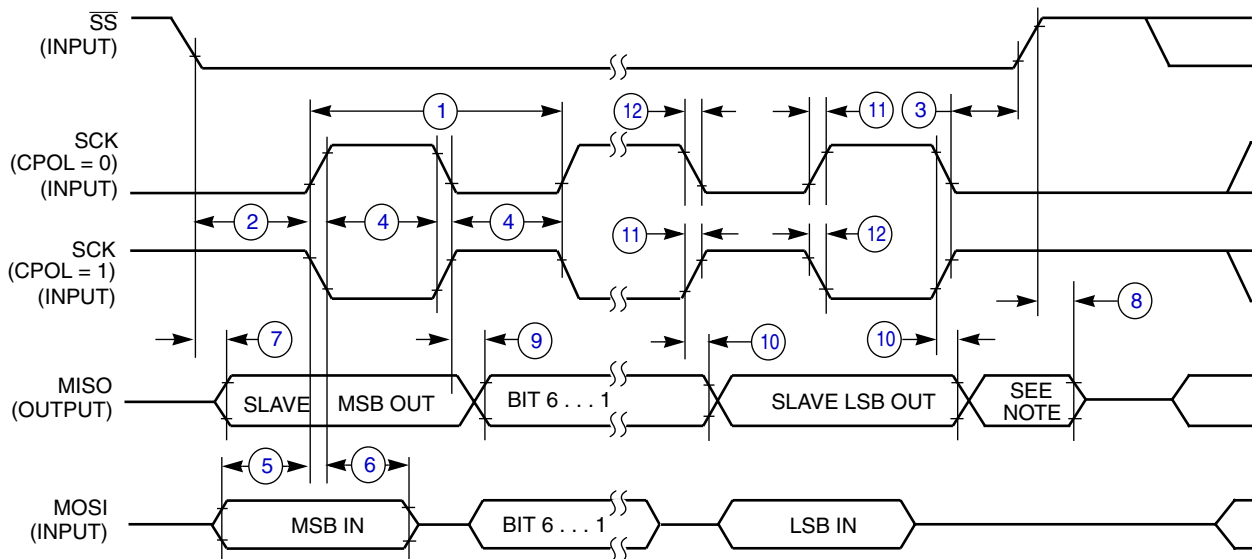 SS
(INPUT)
1
12
11
3
SCK
(CPOL = 0)
(INPUT)
2
4
4
SCK
(CPOL = 1)
(INPUT)
11
12
7
9
10
10
8
MISO
(OUTPUT)
SLAVE MSB OUT
BIT 6 . . . 1
SLAVE LSB OUT
SEE
NOTE
5
6
MOSI
(INPUT)
MSB IN
BIT 6 . . . 1
LSB IN